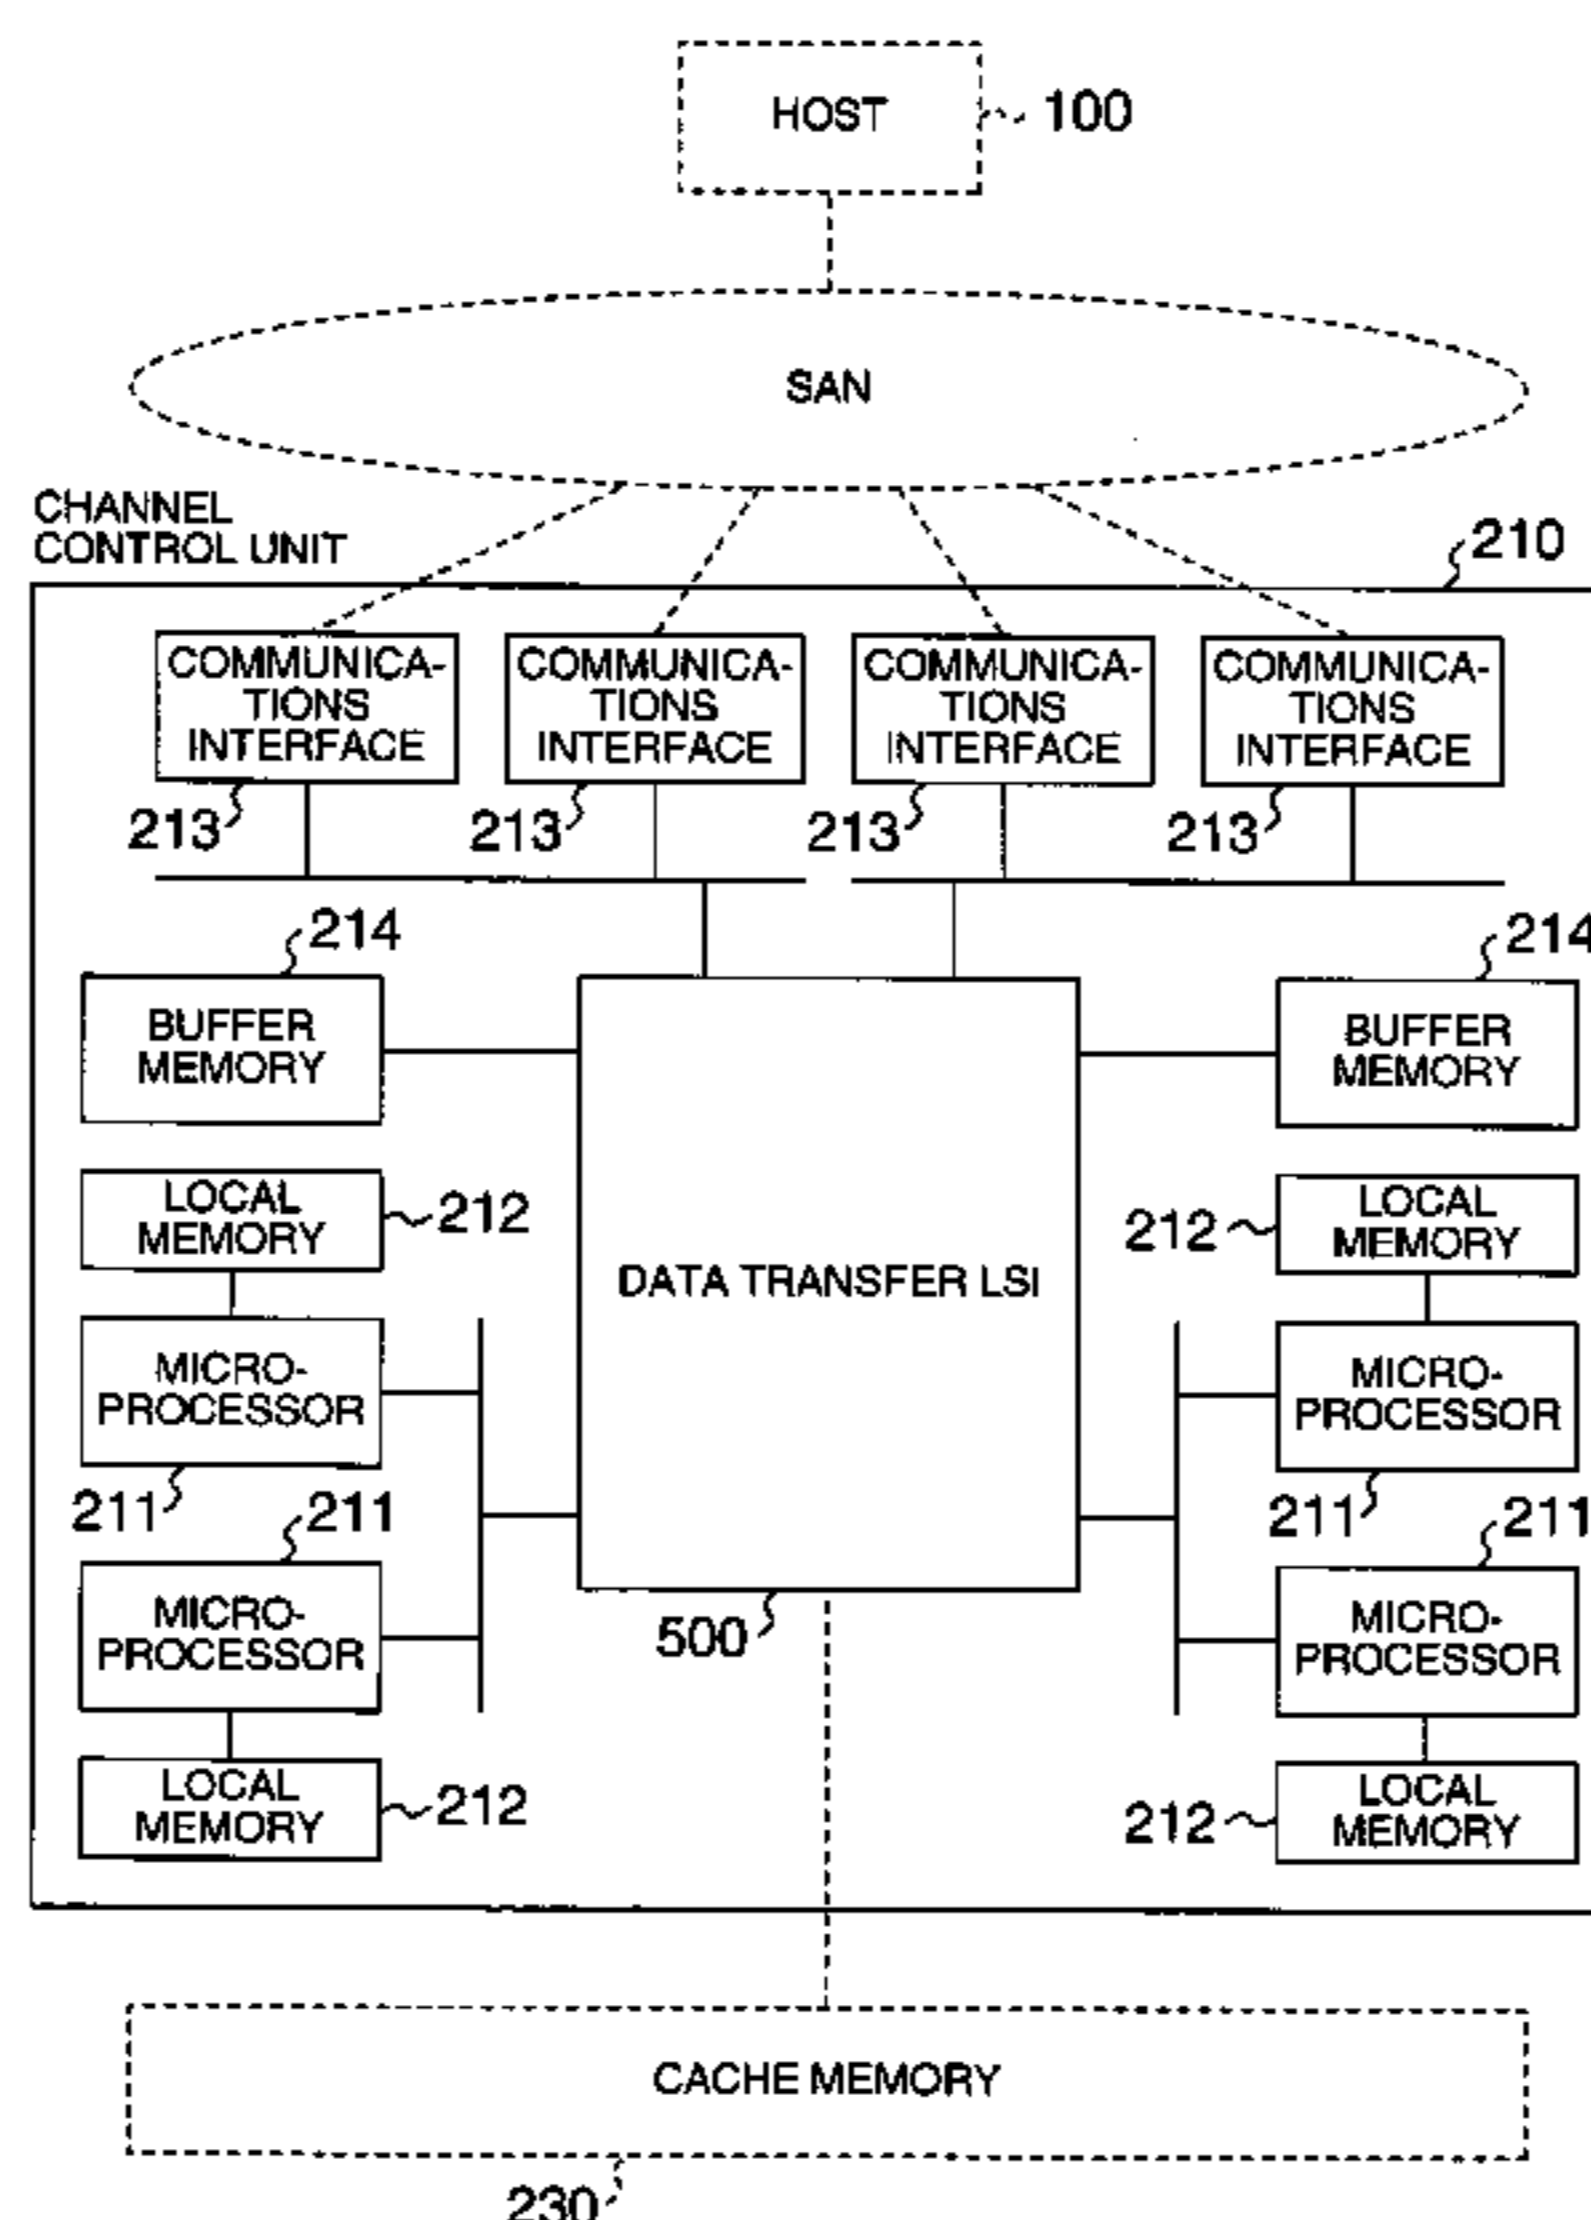 HOST
100
SAN
CHANNEL
CONTROL UNIT
210
COMMUNICA-
TIONS
INTERFACE
COMMUNICA-
TIONS
INTERFACE
COMMUNICA-
TIONS
INTERFACE
COMMUNICA-
TIONS
INTERFACE
213
213
213
213
214
214
BUFFER
MEMORY
BUFFER
MEMORY
LOCAL
MEMORY
212
212
LOCAL
MEMORY
DATA TRANSFER LSI
MICRO-
PROCESSOR
MICRO-
PROCESSOR
211
211
211
211
MICRO-
PROCESSOR
500
MICRO-
PROCESSOR
LOCAL
MEMORY
212
212
LOCAL
MEMORY
CACHE MEMORY
230